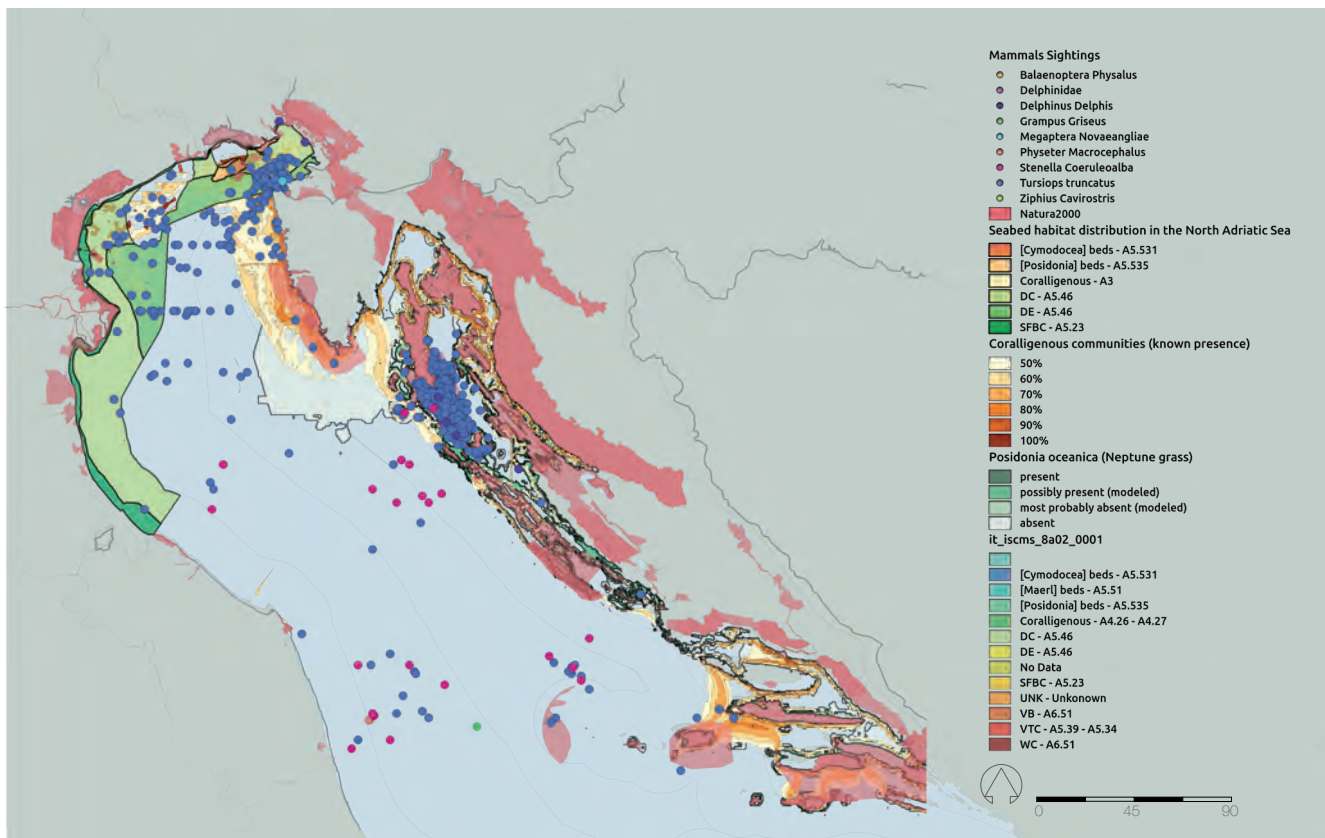 Mammals Sightings
Balaenoptera Physalus
Delphinidae
Delphinus Delphis
Grampus Griseus
Megaptera Novaeangliae
Physeter Macrocephalus
Stenella Coeruleoalba
Tursiops truncatus
Ziphius Cavirostris
Natura2000
Seabed habitat distribution in the North Adriatic Sea
[Cymodocea] beds - A5.531
[Posidonia] beds - A5.535
Coralligenous - A3
DC - A5.46
DE - A5.46
SFBC - A5.23
Coralligenous communities (known presence)
50%
60%
70%
80%
90%
100%
Posidonia oceanica (Neptune grass)
present
possibly present (modeled)
most probably absent (modeled)
absent
it_iscms_8a02_0001
[Cymodocea] beds - A5.531
[Maerl] beds - A5.51
[Posidonia] beds - A5.535
Coralligenous - A4.26 - A4.27
DC - A5.46
DE - A5.46
No Data
SFBC - A5.23
UNK - Unkonown
VB - A6.51
VTC - A5.39 - A5.34
WC - A6.51
0 45 90